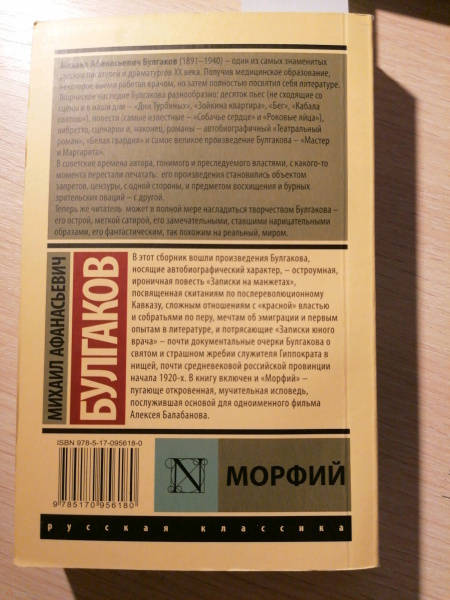 Михаил Афанасьевич Булгаков (1891–1940) – один из самых знаменитых
русских писателей и драматургов XX века. Получив медицинское образование,
некоторое время работал врачом, но затем полностью посвятил себя литературе.
Творческое наследие Булгакова разнообразно: десяток пьес (не сходящие со
сцены и в наши дни – «Дни Турбиных», «Зойкина квартира», «Бег», «Кабала
святош»), повести (самые известные – «Собачье сердце» и «Роковые яйца»),
либретто, сценарии и, наконец, романы – автобиографичный «Театральный
роман», «Белая гвардия» и самое великое произведение Булгакова – «Мастер
и Маргарита».
В советские времена автора, гонимого и преследуемого властями, с какого-то
момента перестали печатать: его произведения становились объектом
запретов, цензуры, с одной стороны, и предметом восхищения и бурных
зрительских оваций – с другой.
Теперь же читатель может в полной мере насладиться творчеством Булгакова –
его острой, меткой сатирой, его замечательными, ставшими нарицательными
образами, его фантастическим, так похожим на реальный, миром.
МИХАИЛ АФАНАСЬЕВИЧ
БУЛГАКОВ
В этот сборник вошли произведения Булгакова,
носящие автобиографический характер, – остроумная,
ироничная повесть «Записки на манжетах»,
посвященная скитаниям по послереволюционному
Кавказу, сложным отношениям с «красной» властью
и собратьями по перу, мечтам об эмиграции и первым
опытам в литературе, и потрясающие «Записки юного
врача» – почти документальные очерки Булгакова о
святом и страшном жребии служителя Гиппократа в
нищей, почти средневековой российской провинции
начала 1920-х. В книгу включен и «Морфий» –
пугающе откровенная, мучительная исповедь,
послужившая основой для одноименного фильма
Алексея Балабанова.
ISBN 978-5-17-095618-0
9 785170 956180
N
МОРФИЙ
русская классика